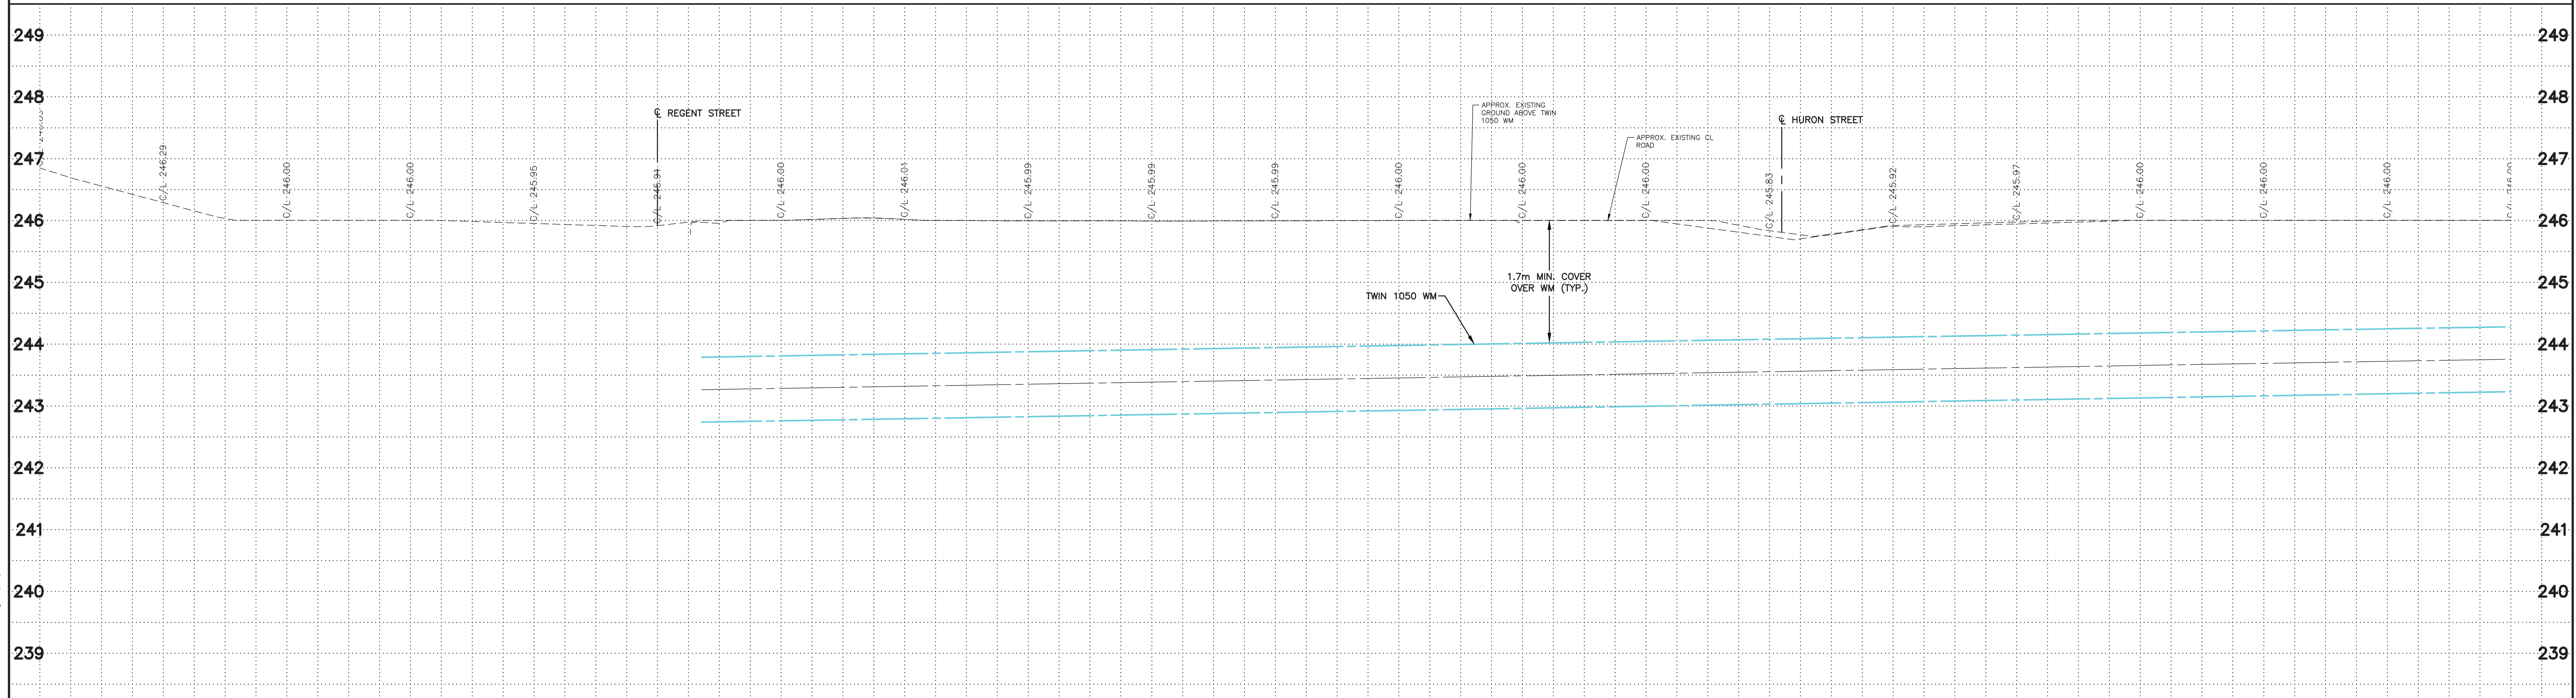 249
249
248
248
℄ REGENT STREET
APPROX. EXISTING
GROUND ABOVE TWIN
1050 WM
℄ HURON STREET
APPROX. EXISTING CL
ROAD
247
247
C/L 246.29
C/L 246.00
C/L 246.00
C/L 245.95
C/L 245.91
C/L 246.00
C/L 246.01
C/L 245.99
C/L 245.99
C/L 245.99
C/L 246.00
C/L 246.00
C/L 246.00
C/L 245.83
C/L 245.92
C/L 245.97
C/L 246.00
C/L 246.00
C/L 246.00
246
246
245
245
1.7m MIN. COVER
OVER WM (TYP.)
TWIN 1050 WM
244
244
243
243
242
242
241
241
240
240
239
239